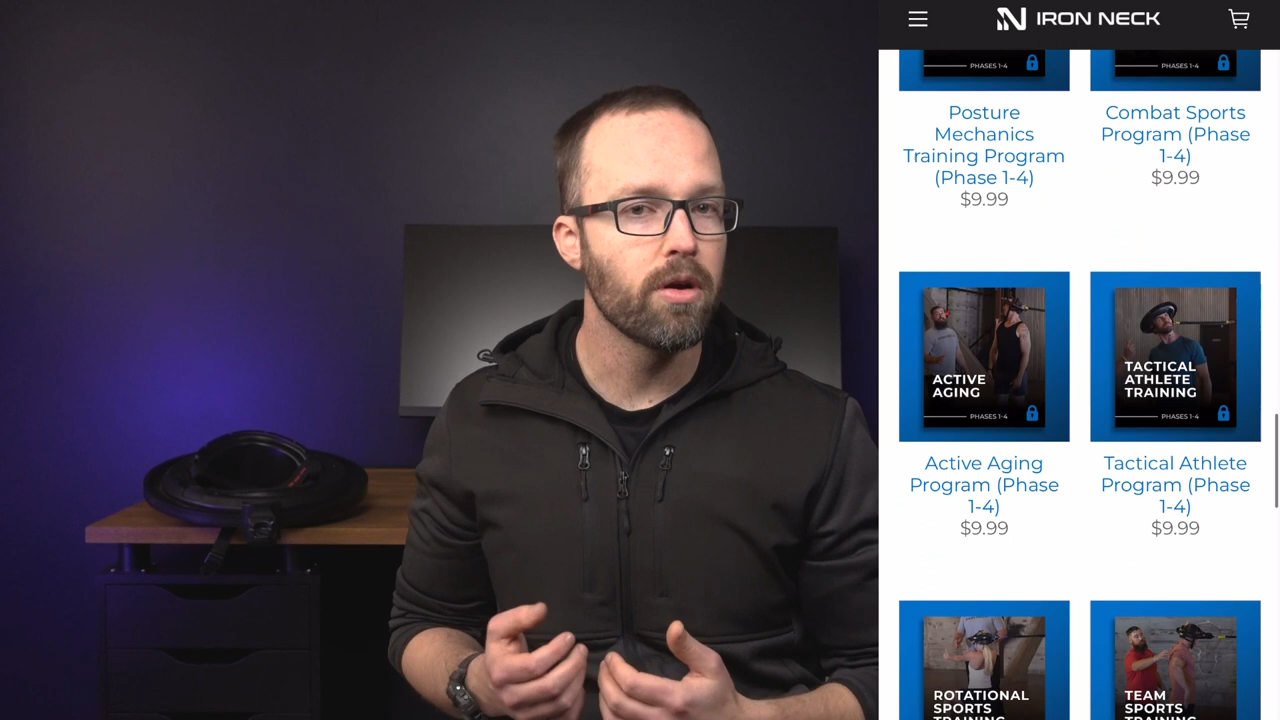 IRON NECK
PHASES 1-4
PHASES 1-4
Posture
Mechanics
Training Program
(Phase 1-4)
$9.99
Combat Sports
Program (Phase
1-4)
$9.99
ACTIVE
AGING
PHASES 1-4
TACTICAL
ATHLETE
TRAINING
PHASES 1-4
Active Aging
Program (Phase
1-4)
$9.99
Tactical Athlete
Program (Phase
1-4)
$9.99
ROTATIONAL
SPORTS
TRAINING
TEAM
SPORTS
TRAINING